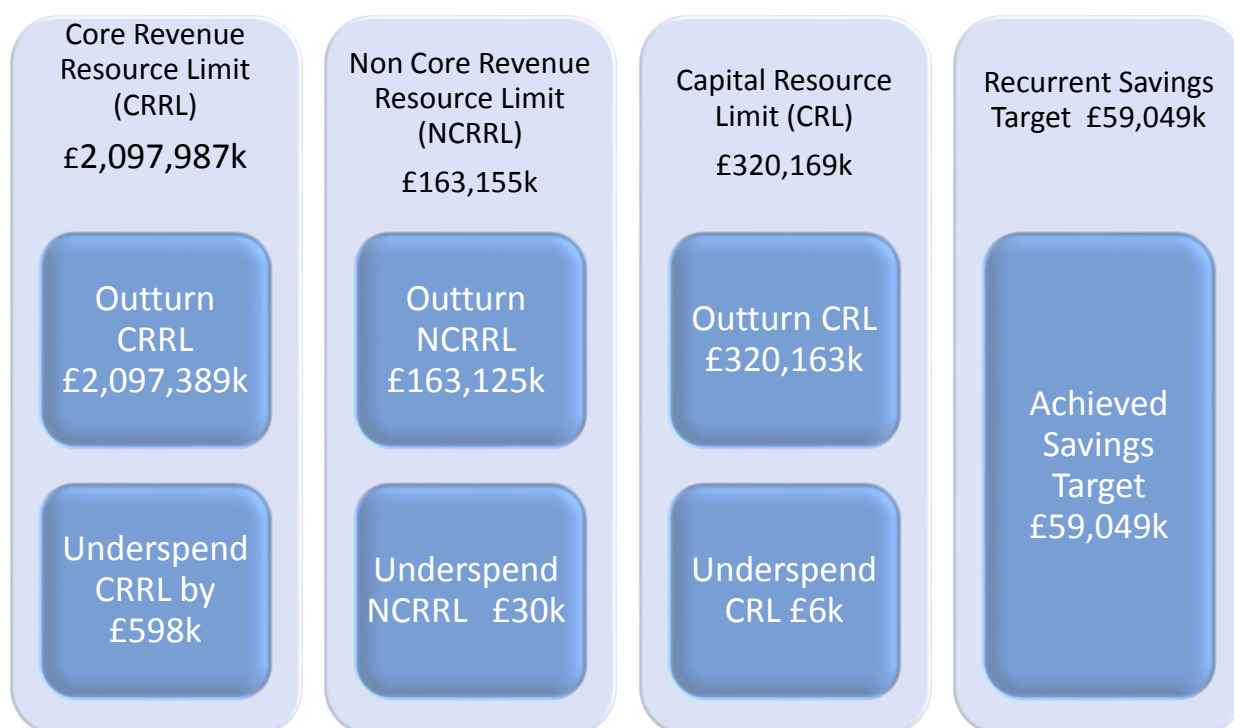 Core Revenue
Resource Limit
(CRRL)
£2,097,987k
Outturn
CRRL
£2,097,389k
Underspend
CRRL by
£598k
Non Core Revenue
Resource Limit
(NCRRL)
£163,155k
Outturn
NCRRL
£163,125k
Underspend
NCRRL £30k
Capital Resource
Limit (CRL)
£320,169k
Outturn CRL
£320,163k
Underspend
CRL £6k
Recurrent Savings
Target £59,049k
Achieved
Savings
Target
£59,049k